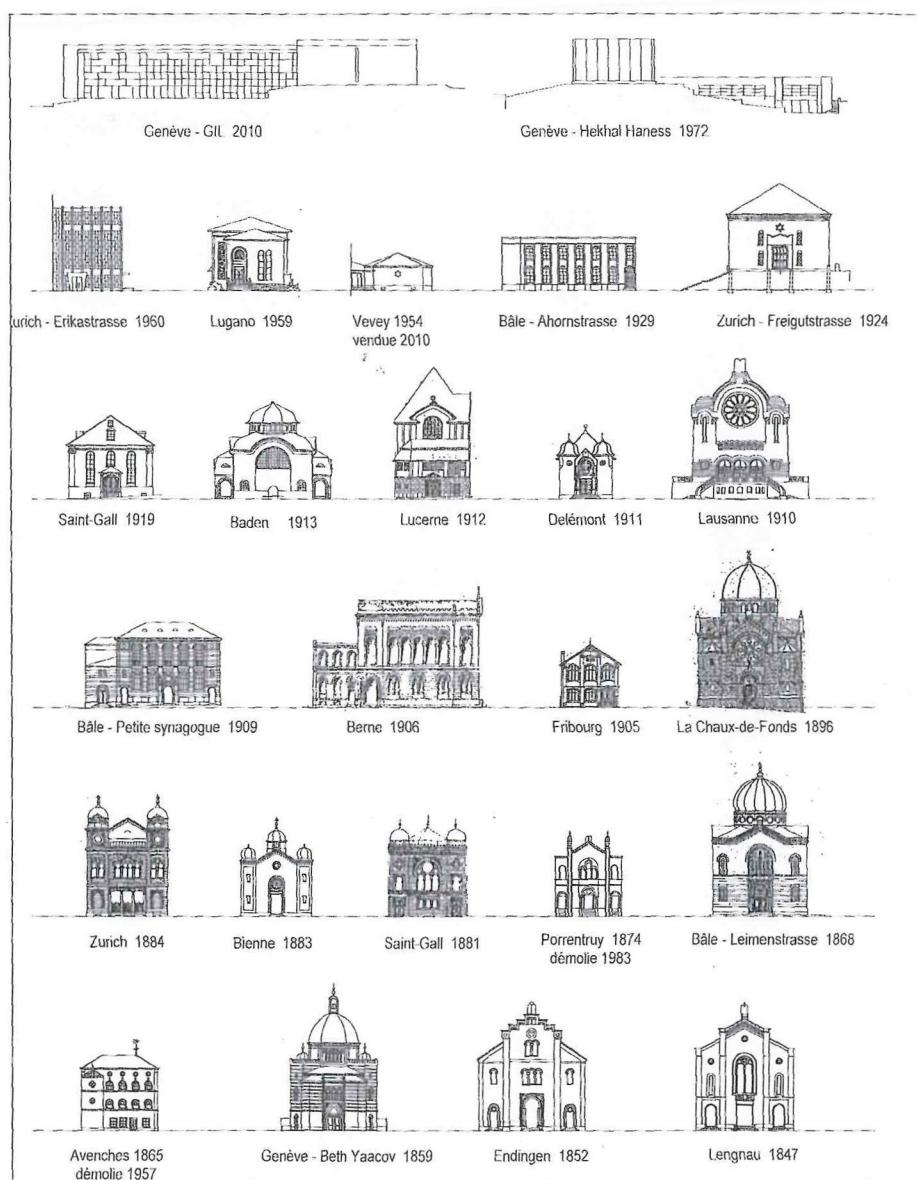 Genève - GIL 2010
Genève - Hekhal Haness 1972
urich - Erikastrasse 1960
Lugano 1959
Vevey 1954
vendue 2010
Bâle - Ahornstrasse 1929
Zurich - Freigutstrasse 1924
Saint-Gall 1919
Baden 1913
Lucerne 1912
Delémont 1911
Lausanne 1910
Bâle - Petite synagogue 1909
Berne 1906
Fribourg 1905
La Chaux-de-Fonds 1896
Zurich 1884
Bienne 1883
Saint-Gall 1881
Porrentruy 1874
démolie 1983
Bâle - Leimenstrasse 1868
Avenches 1865
démolie 1957
Genève - Beth Yaacov 1859
Endingen 1852
Lengnau 1847